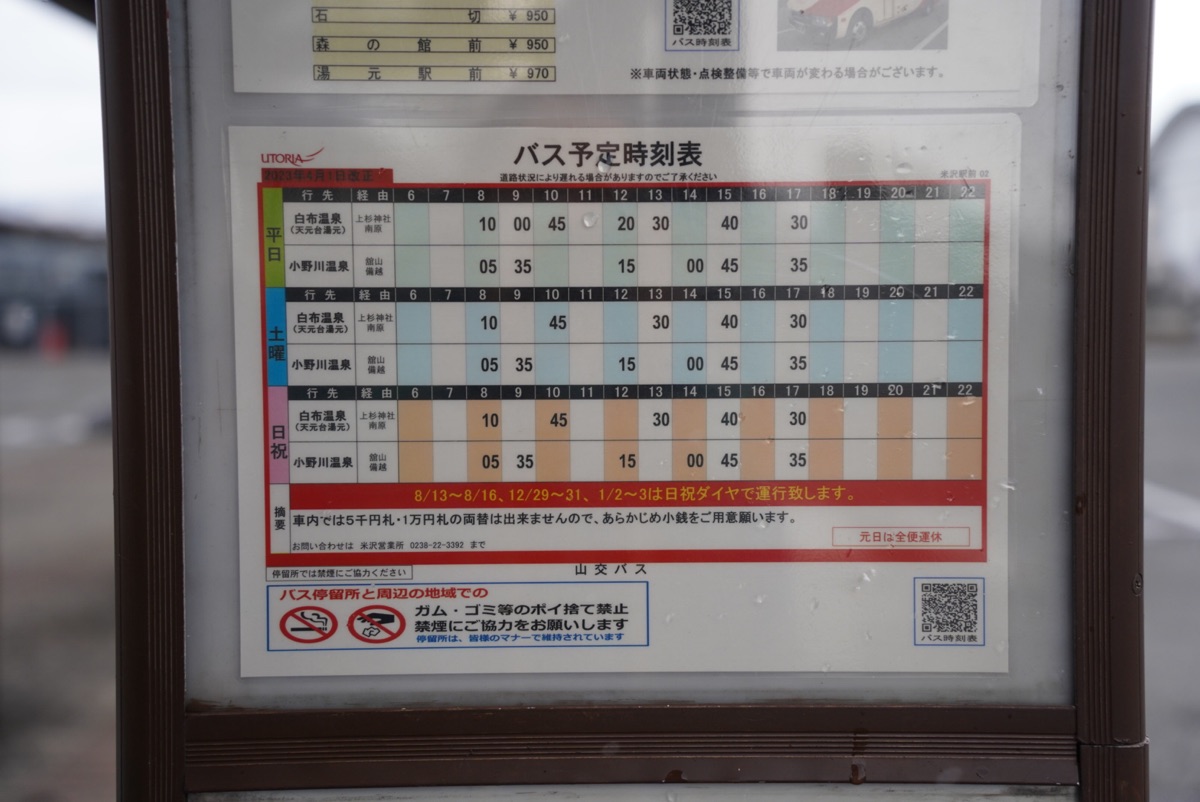 石切 ¥950
森の館前 ¥950
湯元駅前 ¥970
バス時刻表
※車両状態・点検整備等で車両が変わる場合がございます。
UTORIA
バス予定時刻表
2023年4月1日改正
道路状況により遅れる場合がありますのでご了承ください
米沢駅前 02
平日
行先 経由 6 7 8 9 10 11 12 13 14 15 16 17 18 19 20 21 22
白布温泉 (天元台湯元) 上杉神社 南原 10 00 45 20 30 40 30
小野川温泉 舘山 備越 05 35 15 00 45 35
土曜
行先 経由 6 7 8 9 10 11 12 13 14 15 16 17 18 19 20 21 22
白布温泉 (天元台湯元) 上杉神社 南原 10 45 30 40 30
小野川温泉 舘山 備越 05 35 15 00 45 35
日祝
行先 経由 6 7 8 9 10 11 12 13 14 15 16 17 18 19 20 21 22
白布温泉 (天元台湯元) 上杉神社 南原 10 45 30 40 30
小野川温泉 舘山 備越 05 35 15 00 45 35
8/13～8/16、12/29～31、1/2～3は日祝ダイヤで運行致します。
摘要
車内では5千円札・1万円札の両替は出来ませんので、あらかじめ小銭をご用意願います。
お問い合わせは 米沢営業所 0238-22-3392 まで
元日は全便運休
停留所では禁煙にご協力ください
山交バス
バス停留所と周辺の地域での
ガム・ゴミ等のポイ捨て禁止
禁煙にご協力をお願いします
停留所は、皆様のマナーで維持されています
バス時刻表